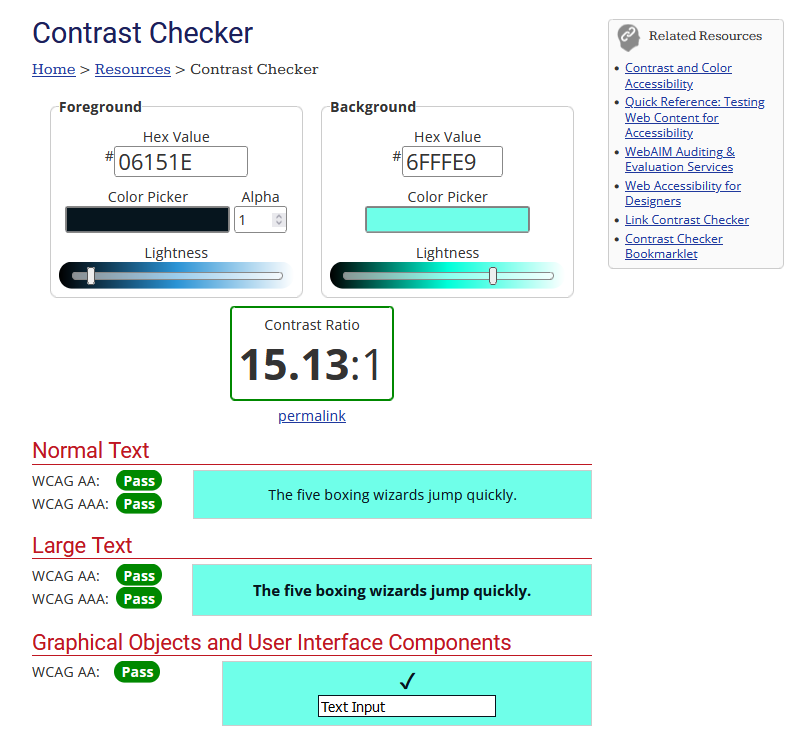 Contrast Checker
Home > Resources > Contrast Checker
Foreground
Hex Value
#06151E
Color Picker Alpha
1
Lightness
Background
Hex Value
#6FFFE9
Color Picker
Lightness
Contrast Ratio
15.13:1
permalink
Normal Text
WCAG AA: Pass
WCAG AAA: Pass
The five boxing wizards jump quickly.
Large Text
WCAG AA: Pass
WCAG AAA: Pass
The five boxing wizards jump quickly.
Graphical Objects and User Interface Components
WCAG AA: Pass
✓
Text Input
Related Resources
• Contrast and Color
Accessibility
• Quick Reference: Testing
Web Content for
Accessibility
• WebAIM Auditing &
Evaluation Services
• Web Accessibility for
Designers
• Link Contrast Checker
• Contrast Checker
Bookmarklet